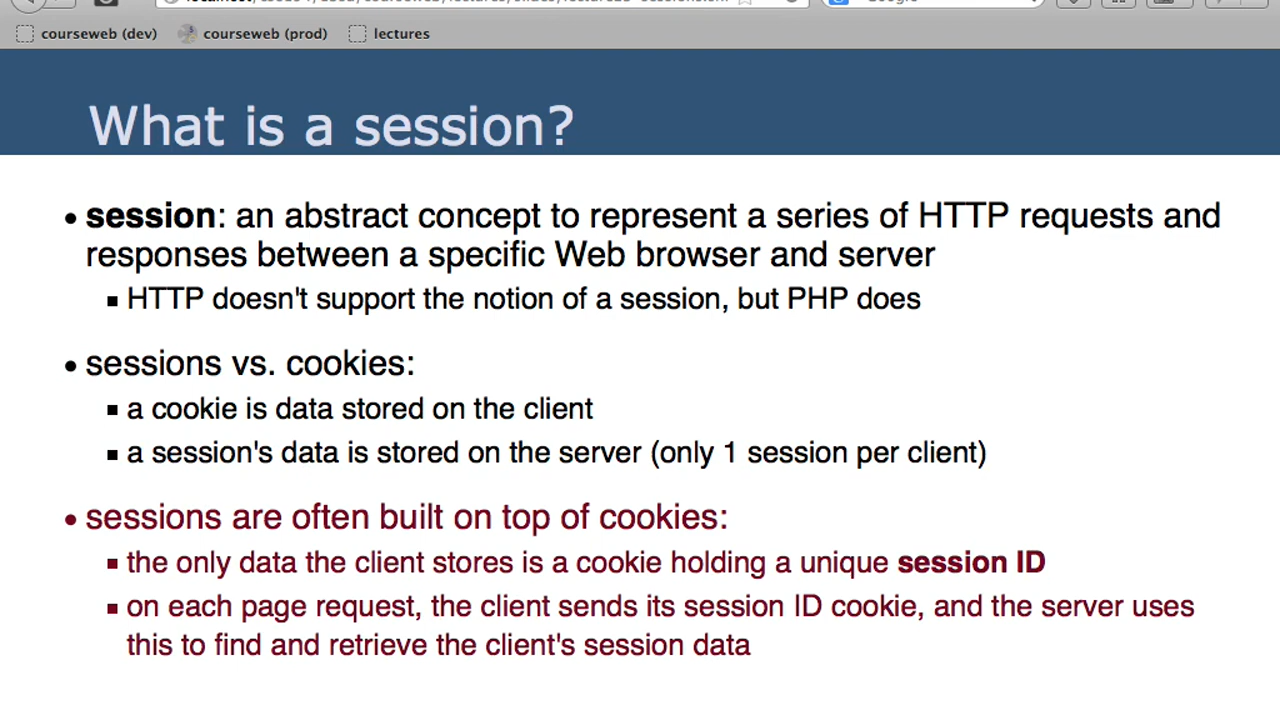 courseweb (dev) courseweb (prod) lectures
What is a session?
• session: an abstract concept to represent a series of HTTP requests and
responses between a specific Web browser and server
▪ HTTP doesn't support the notion of a session, but PHP does
• sessions vs. cookies:
▪ a cookie is data stored on the client
▪ a session's data is stored on the server (only 1 session per client)
• sessions are often built on top of cookies:
▪ the only data the client stores is a cookie holding a unique session ID
▪ on each page request, the client sends its session ID cookie, and the server uses
this to find and retrieve the client's session data